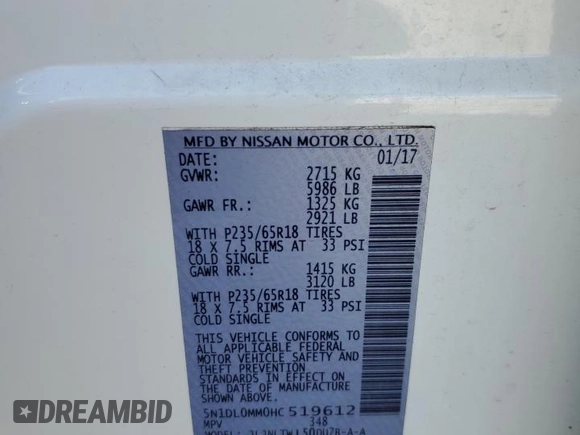 MFD BY NISSAN MOTOR CO., LTD.
DATE: 01/17
GVWR: 2715 KG
5986 LB
GAWR FR.: 1325 KG
2921 LB
WITH P235/65R18 TIRES
18 X 7.5 RIMS AT 33 PSI
COLD SINGLE
GAWR RR.: 1415 KG
3120 LB
WITH P235/65R18 TIRES
18 X 7.5 RIMS AT 33 PSI
COLD SINGLE
THIS VEHICLE CONFORMS TO
ALL APPLICABLE FEDERAL
MOTOR VEHICLE SAFETY AND
THEFT PREVENTION
STANDARDS IN EFFECT ON
THE DATE OF MANUFACTURE
SHOWN ABOVE.
5N1DL0MM0HC519612
MPV 348
DREAMBID